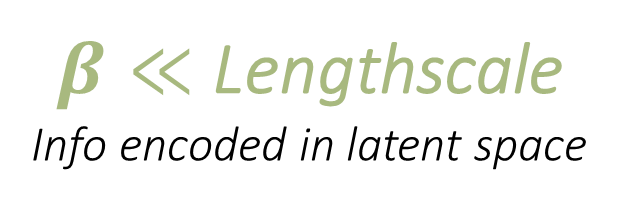 β ≪ Lengthscale
Info encoded in latent space